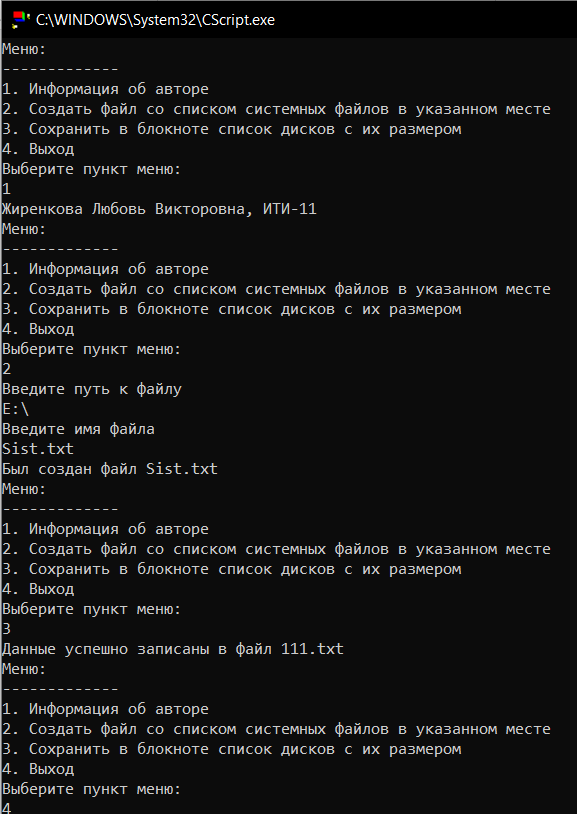 C:\WINDOWS\System32\CScript.exe
Меню:
-------------
1. Информация об авторе
2. Создать файл со списком системных файлов в указанном месте
3. Сохранить в блокноте список дисков с их размером
4. Выход
Выберите пункт меню:
1
Жиренкова Любовь Викторовна, ИТИ-11
Меню:
-------------
1. Информация об авторе
2. Создать файл со списком системных файлов в указанном месте
3. Сохранить в блокноте список дисков с их размером
4. Выход
Выберите пункт меню:
2
Введите путь к файлу
E:\
Введите имя файла
Sist.txt
Был создан файл Sist.txt
Меню:
-------------
1. Информация об авторе
2. Создать файл со списком системных файлов в указанном месте
3. Сохранить в блокноте список дисков с их размером
4. Выход
Выберите пункт меню:
3
Данные успешно записаны в файл 111.txt
Меню:
-------------
1. Информация об авторе
2. Создать файл со списком системных файлов в указанном месте
3. Сохранить в блокноте список дисков с их размером
4. Выход
Выберите пункт меню:
4